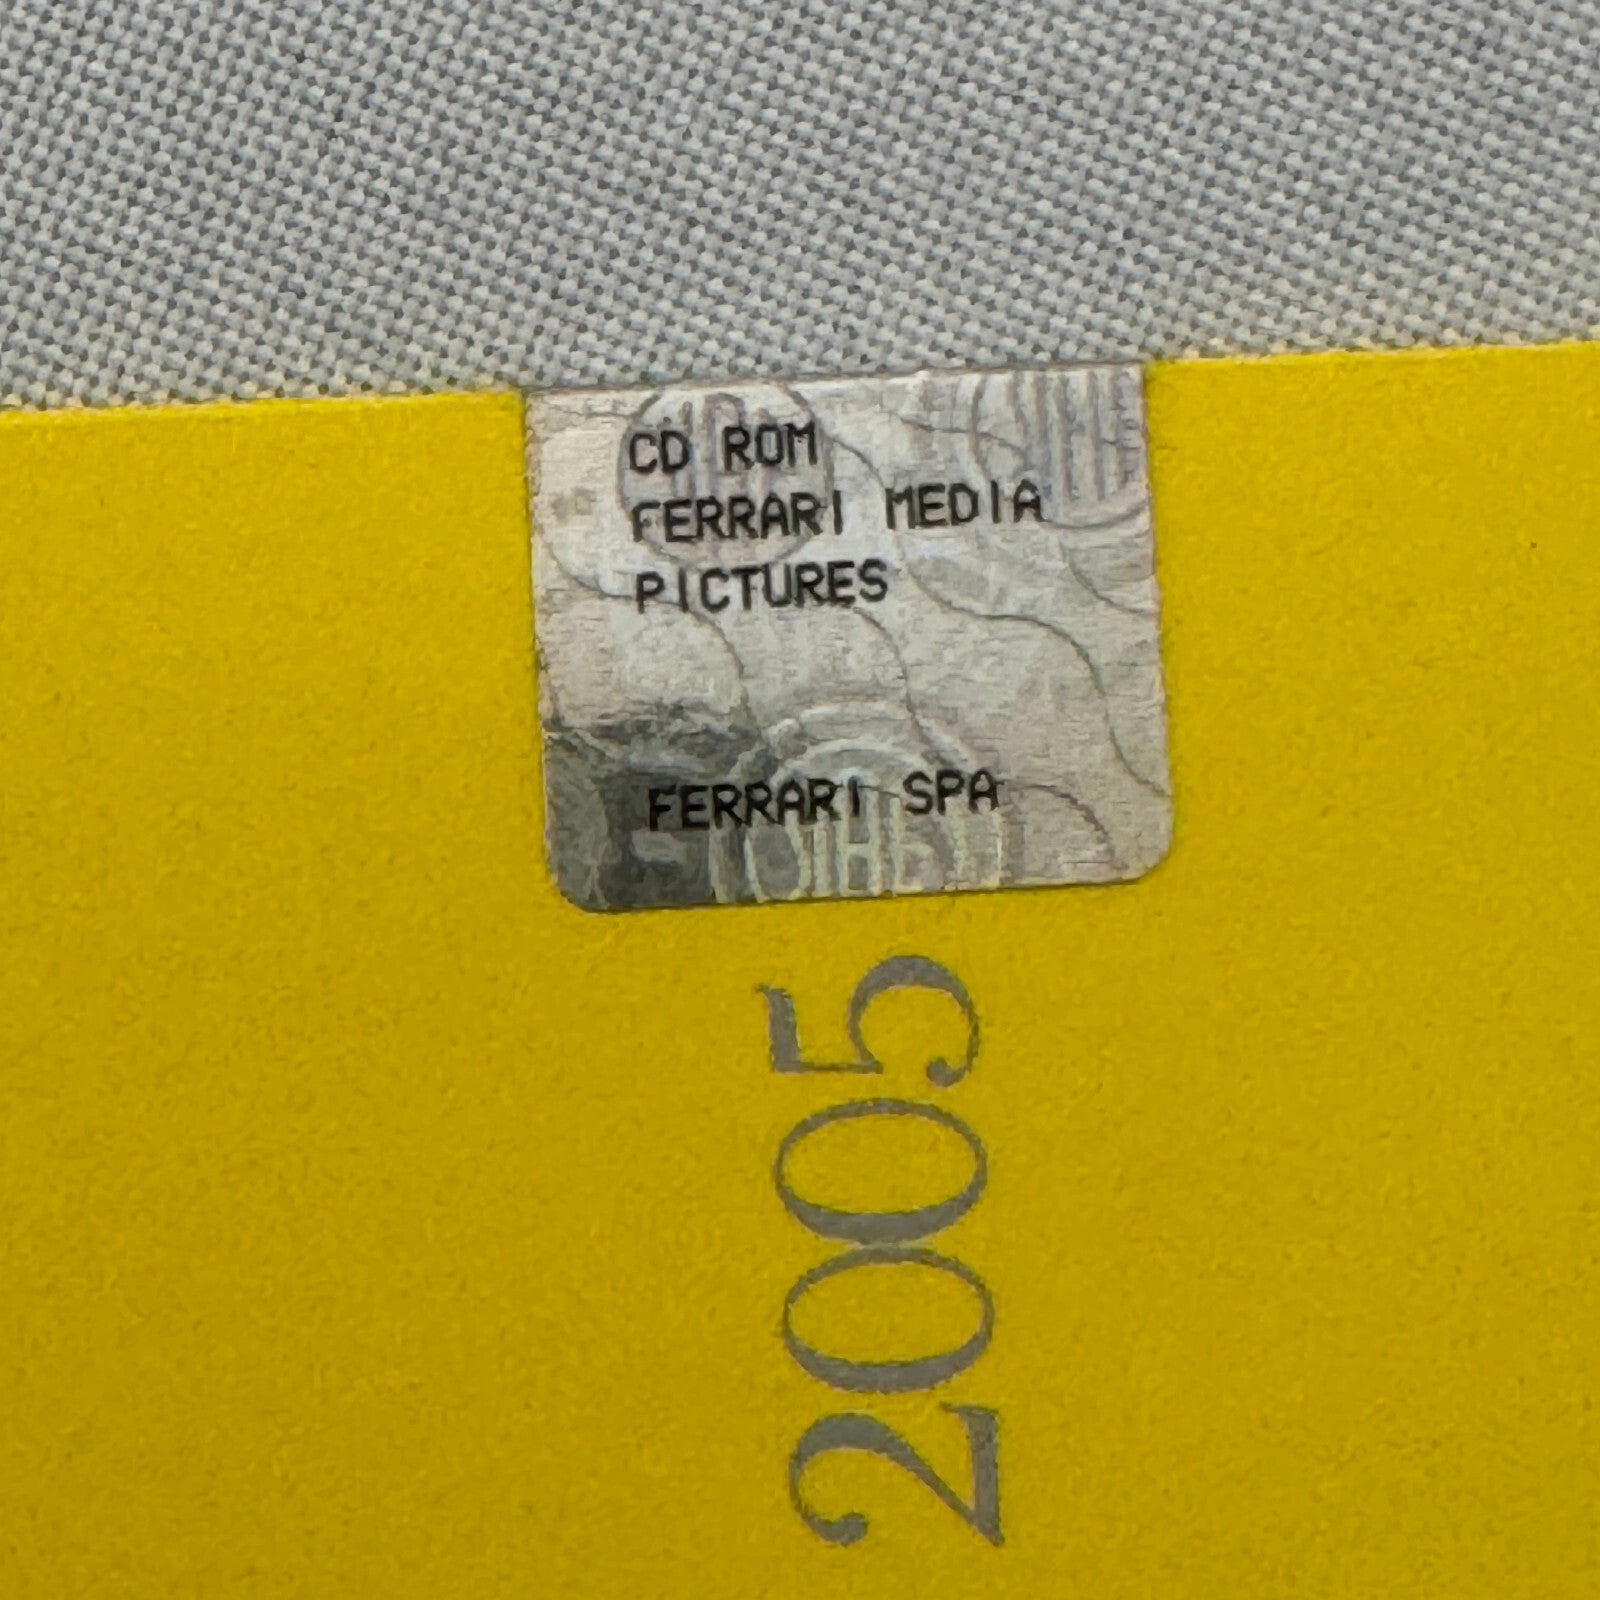 CD ROM
FERRARI MEDIA
PICTURES
FERRARI SPA
2005